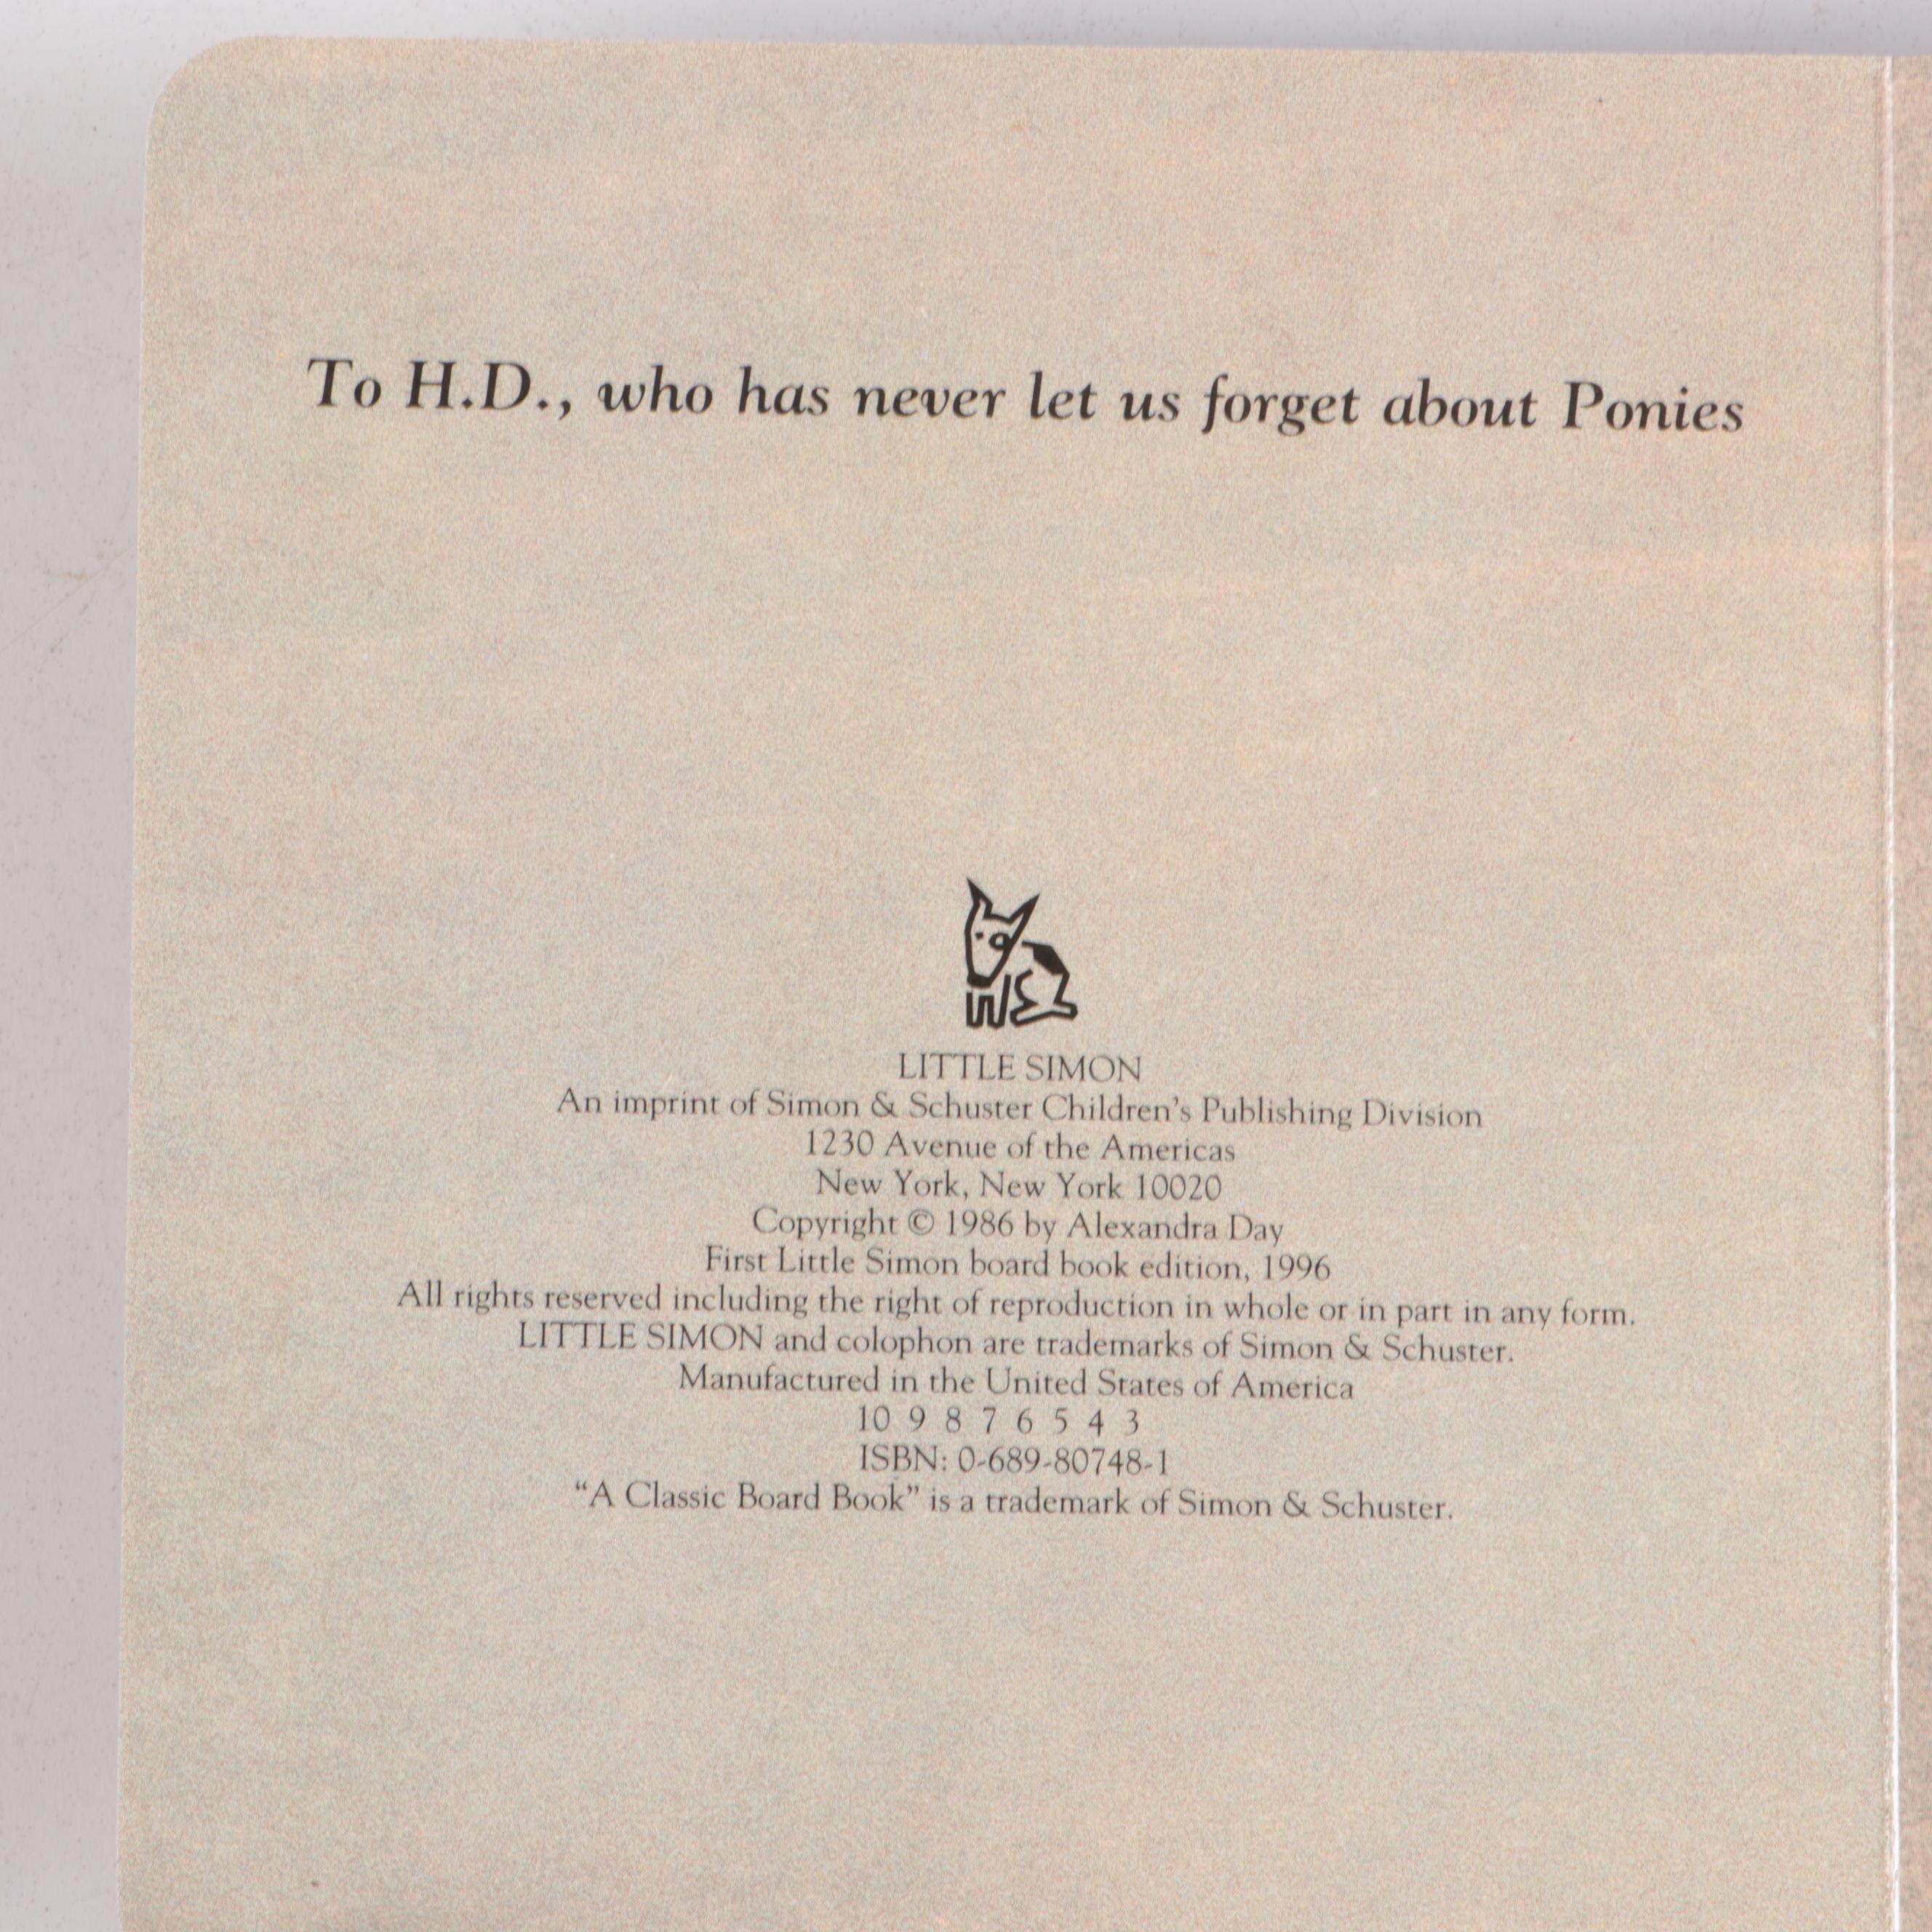 To H.D., who has never let us forget about Ponies
LITTLE SIMON
An imprint of Simon & Schuster Children's Publishing Division
1230 Avenue of the Americas
New York, New York 10020
Copyright © 1986 by Alexandra Day
First Little Simon board book edition, 1996
All rights reserved including the right of reproduction in whole or in part in any form.
LITTLE SIMON and colophon are trademarks of Simon & Schuster.
Manufactured in the United States of America
10 9 8 7 6 5 4 3
ISBN: 0-689-80748-1
“A Classic Board Book” is a trademark of Simon & Schuster.